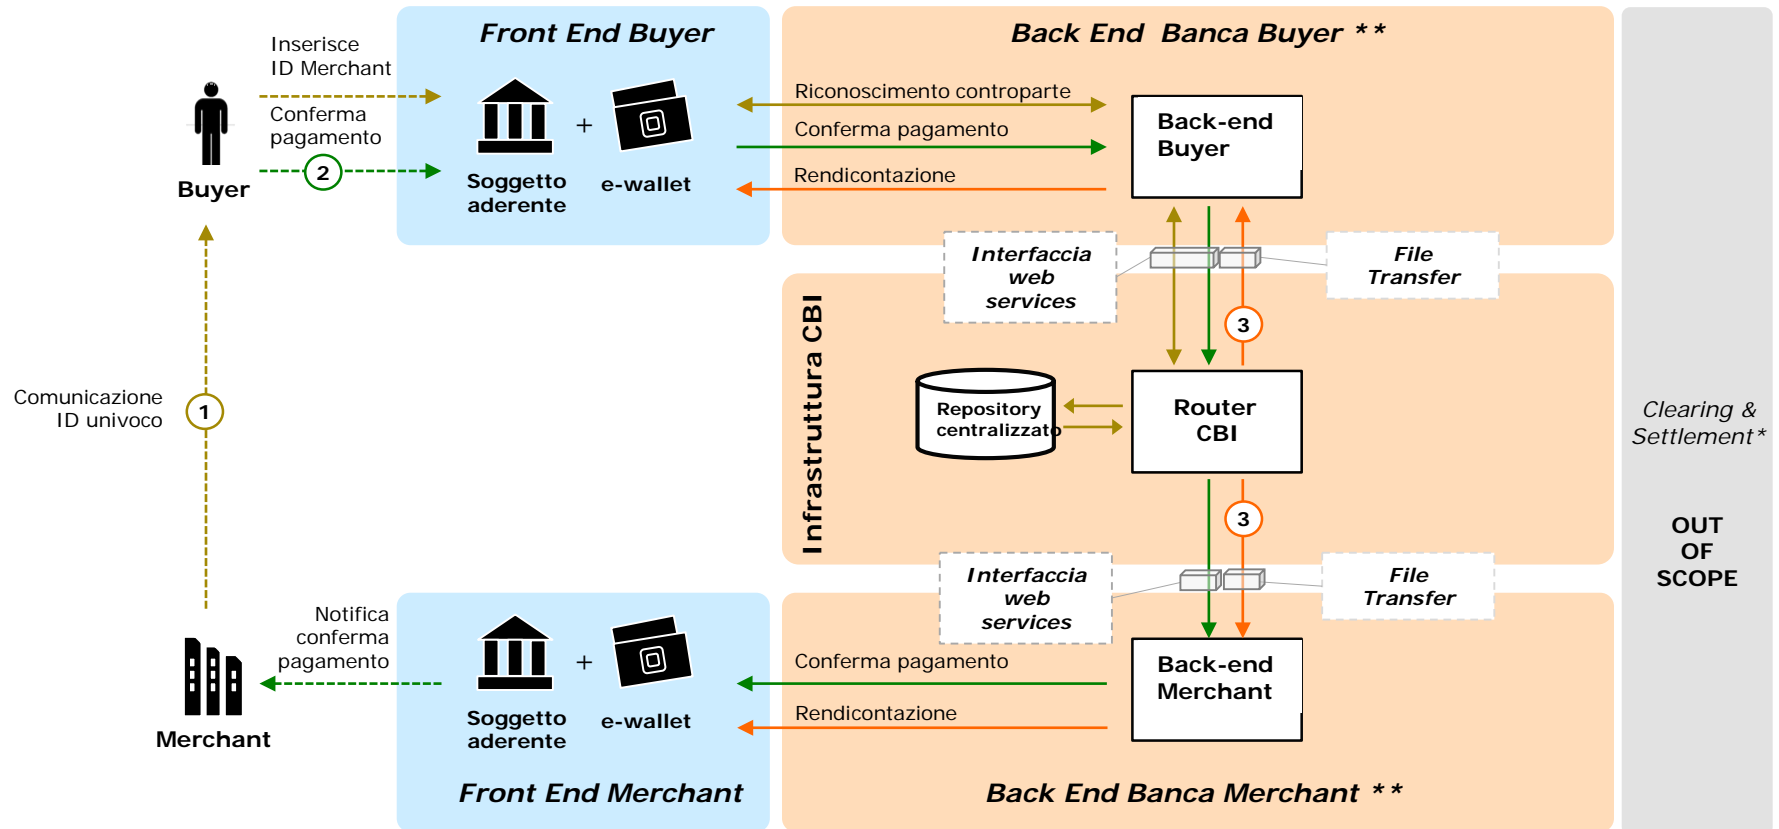 Front End Buyer
Back End Banca Buyer **
Inserisce
ID Merchant
Conferma
pagamento
2
Buyer
+
Soggetto
aderente
e-wallet
Riconoscimento controparte
Conferma pagamento
Rendicontazione
Back-end
Buyer
Interfaccia
web
services
File
Transfer
3
Infrastruttura CBI
Comunicazione
ID univoco
1
Repository
centralizzato
Router
CBI
Clearing &
Settlement*
OUT
OF
SCOPE
3
Interfaccia
web
services
File
Transfer
Notifica
conferma
pagamento
Merchant
+
Soggetto
aderente
e-wallet
Conferma pagamento
Rendicontazione
Back-end
Merchant
Front End Merchant
Back End Banca Merchant **